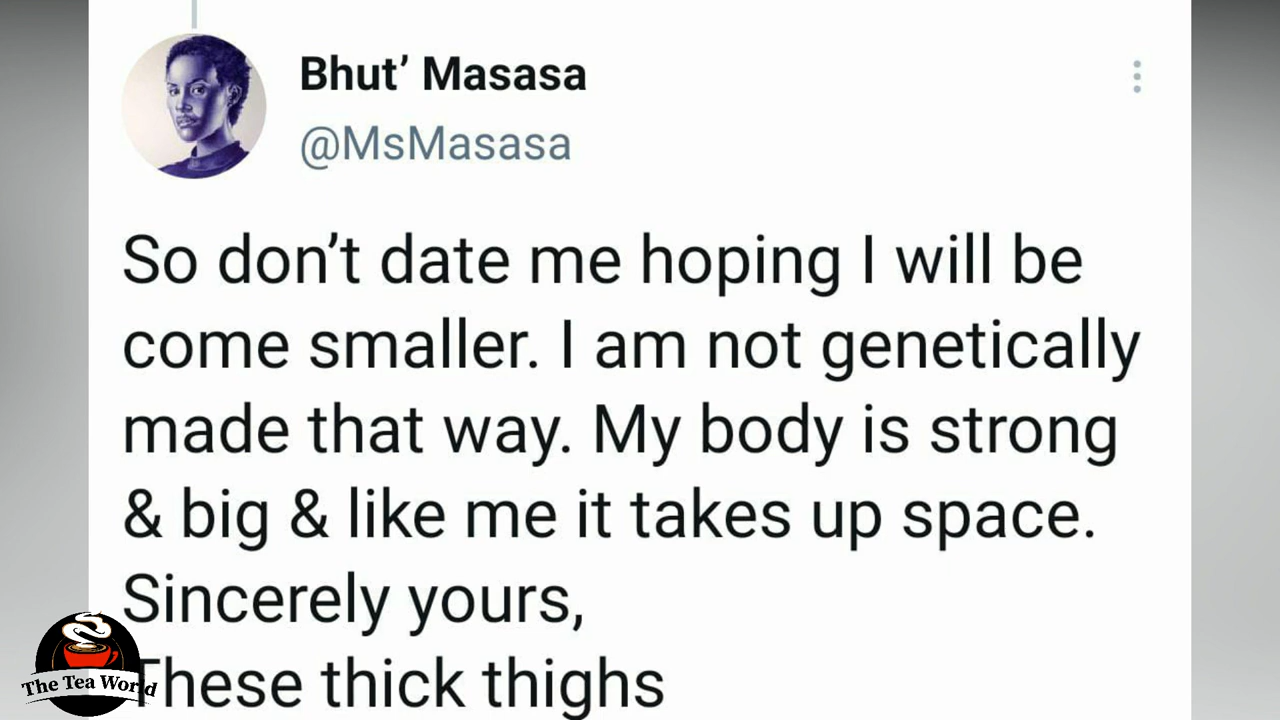 Bhut’ Masasa
@MsMasasa
So don’t date me hoping I will be
come smaller. I am not genetically
made that way. My body is strong
& big & like me it takes up space.
Sincerely yours,
These thick thighs
The Tea World